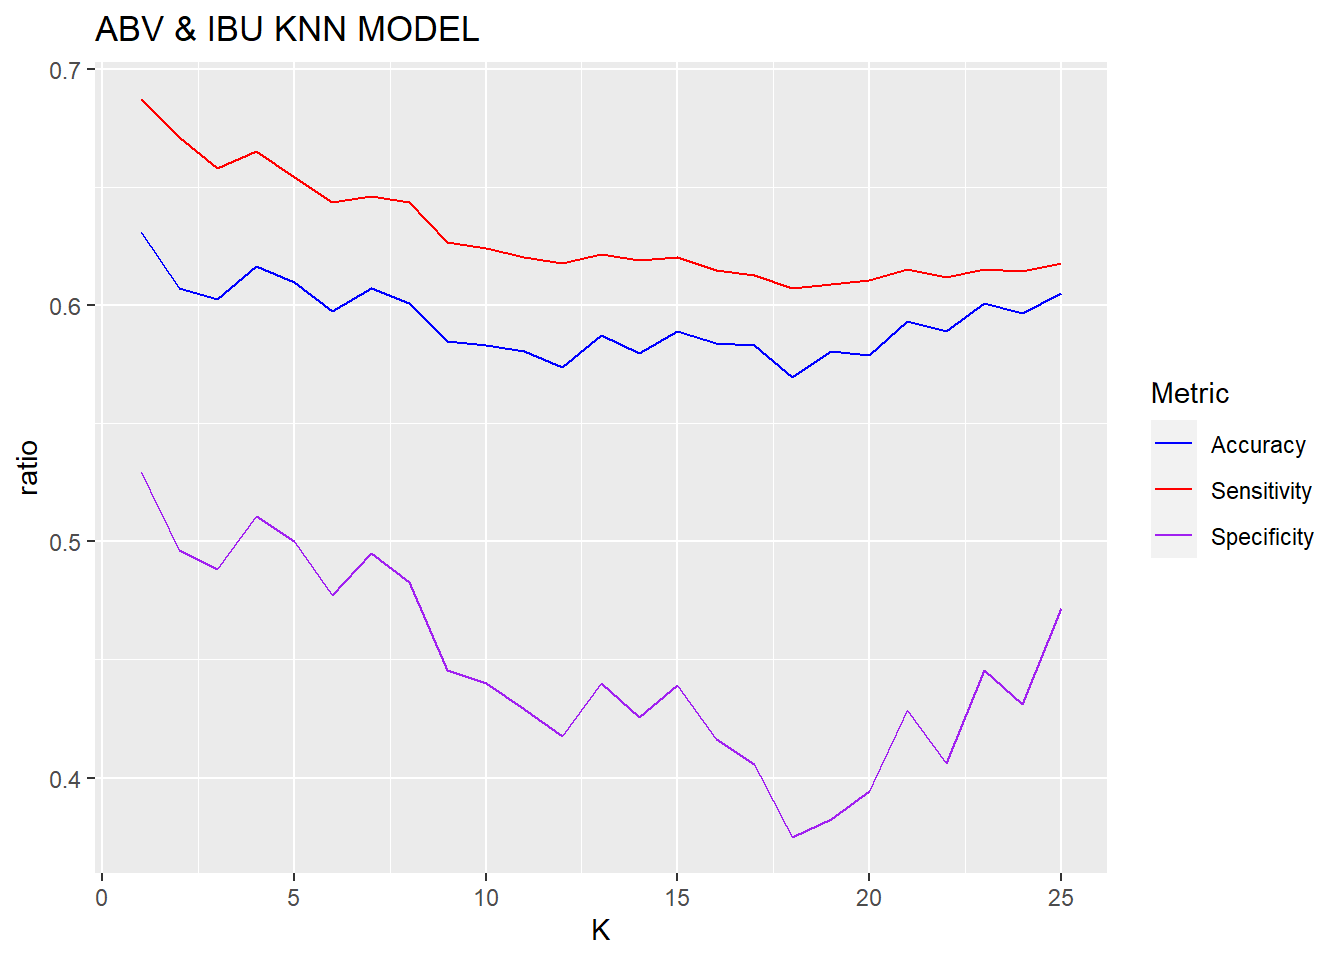 ABV & IBU KNN MODEL
0.7
0.6
0.5
0.4
ratio
0
5
10
15
20
25
K
Metric
Accuracy
Sensitivity
Specificity